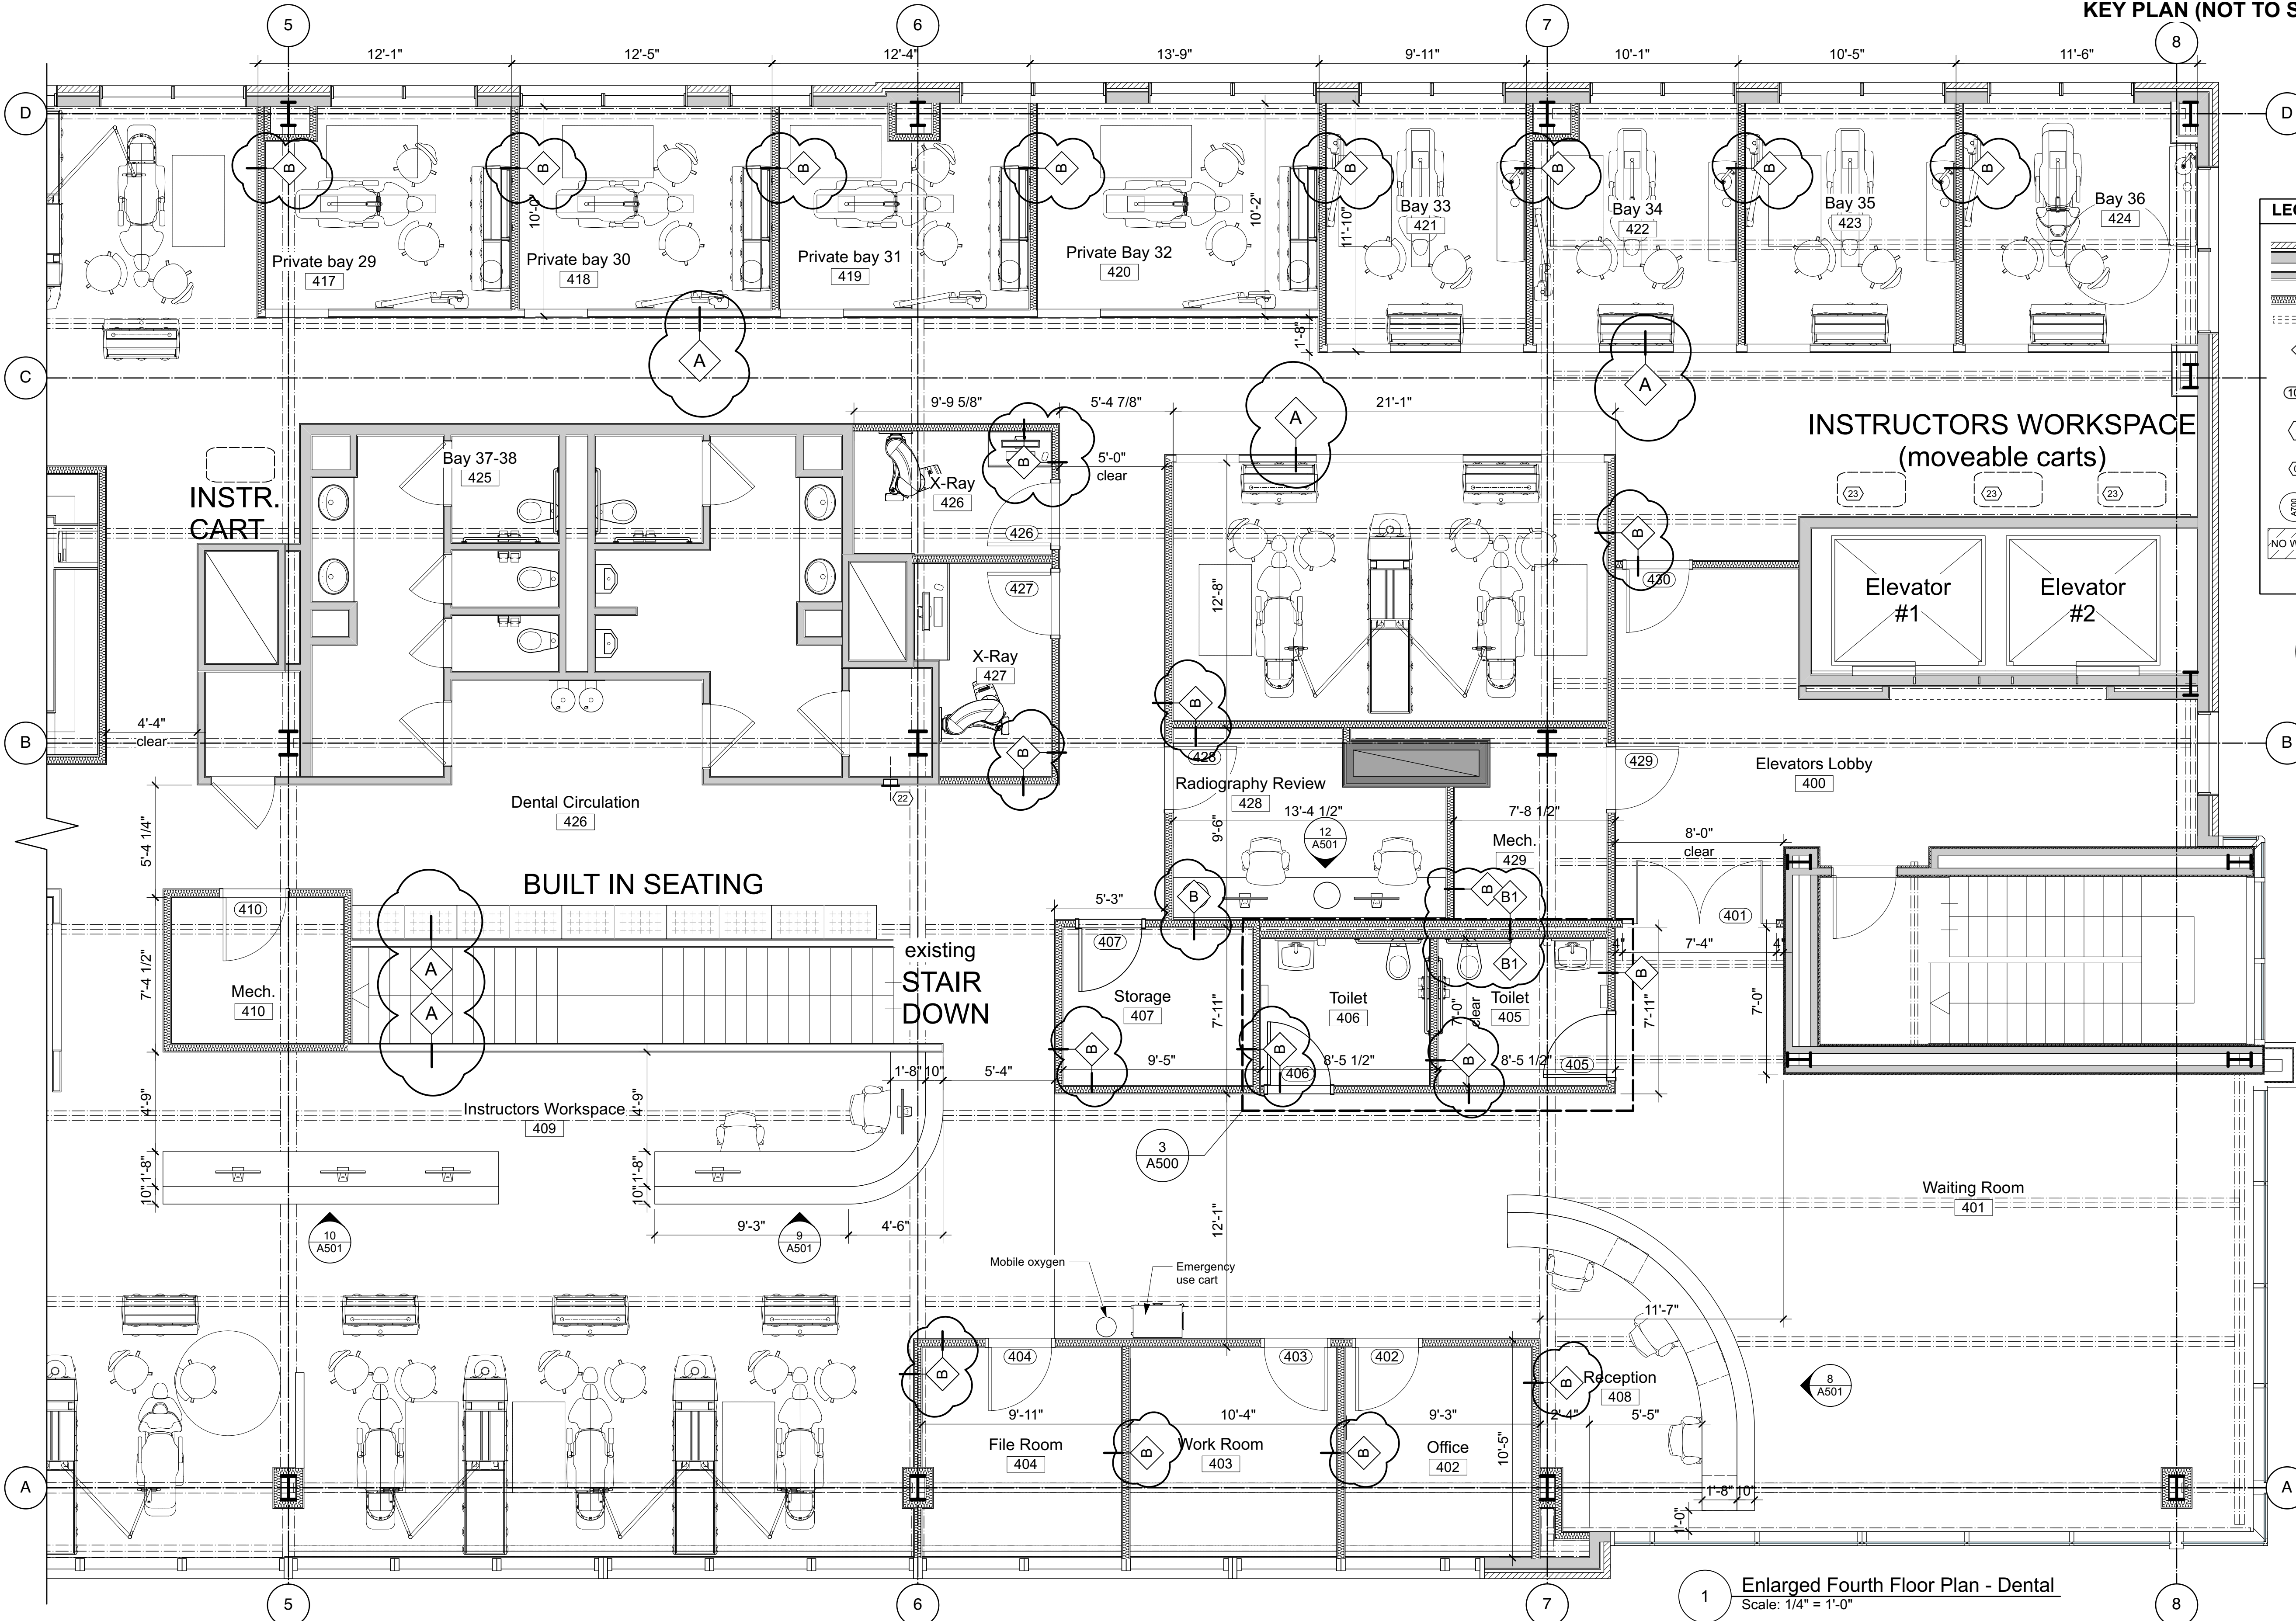 KEY PLAN (NOT TO S
5
6
7
8
12'-1"
12'-5"
12'-4"
13'-9"
9'-11"
10'-1"
10'-5"
11'-6"
D
D
B
B
B
B
B
B
B
B
10'-0"
10'-2"
11'-10"
Private bay 29
417
Private bay 30
418
Private bay 31
419
Private Bay 32
420
Bay 33
421
Bay 34
422
Bay 35
423
Bay 36
424
LE
1'-8"
A
A
A
C
9'-9 5/8"
5'-4 7/8"
21'-1"
INSTRUCTORS WORKSPACE
(moveable carts)
23
23
23
Bay 37-38
425
INSTR.
CART
B
X-Ray
426
426
5'-0"
clear
B
NO W
427
12'-8"
430
Elevator
#1
Elevator
#2
X-Ray
427
B
B
4'-4"
clear
B
B
428
429
Radiography Review
428
Elevators Lobby
400
22
Dental Circulation
426
5'-4 1/4"
13'-4 1/2"
7'-8 1/2"
9'-6"
12
A501
Mech.
429
8'-0"
clear
BUILT IN SEATING
410
5'-3"
B
B
B1
401
407
existing
STAIR
DOWN
A
A
7'-4 1/2"
Mech.
410
4"
7'-4"
4"
B1
B
Storage
407
7'-11"
Toilet
406
7'-0"
clear
Toilet
405
7'-11"
7'-0"
B
B
B
9'-5"
8'-5 1/2"
8'-5 1/2"
406
405
1'-8"
10"
5'-4"
4'-9"
4'-9"
Instructors Workspace
409
3
A500
1'-8"
10"
1'-8"
10"
Waiting Room
401
10
A501
9
A501
9'-3"
4'-6"
12'-1"
Mobile oxygen
Emergency
use cart
11'-7"
404
403
402
B
B
Reception
408
8
A501
9'-11"
10'-4"
9'-3"
2'-4"
5'-5"
File Room
404
B
Work Room
403
B
Office
402
10'-5"
A
A
1'-8"
10"
1'-0"
5
6
7
8
1
Enlarged Fourth Floor Plan - Dental
Scale: 1/4" = 1'-0"